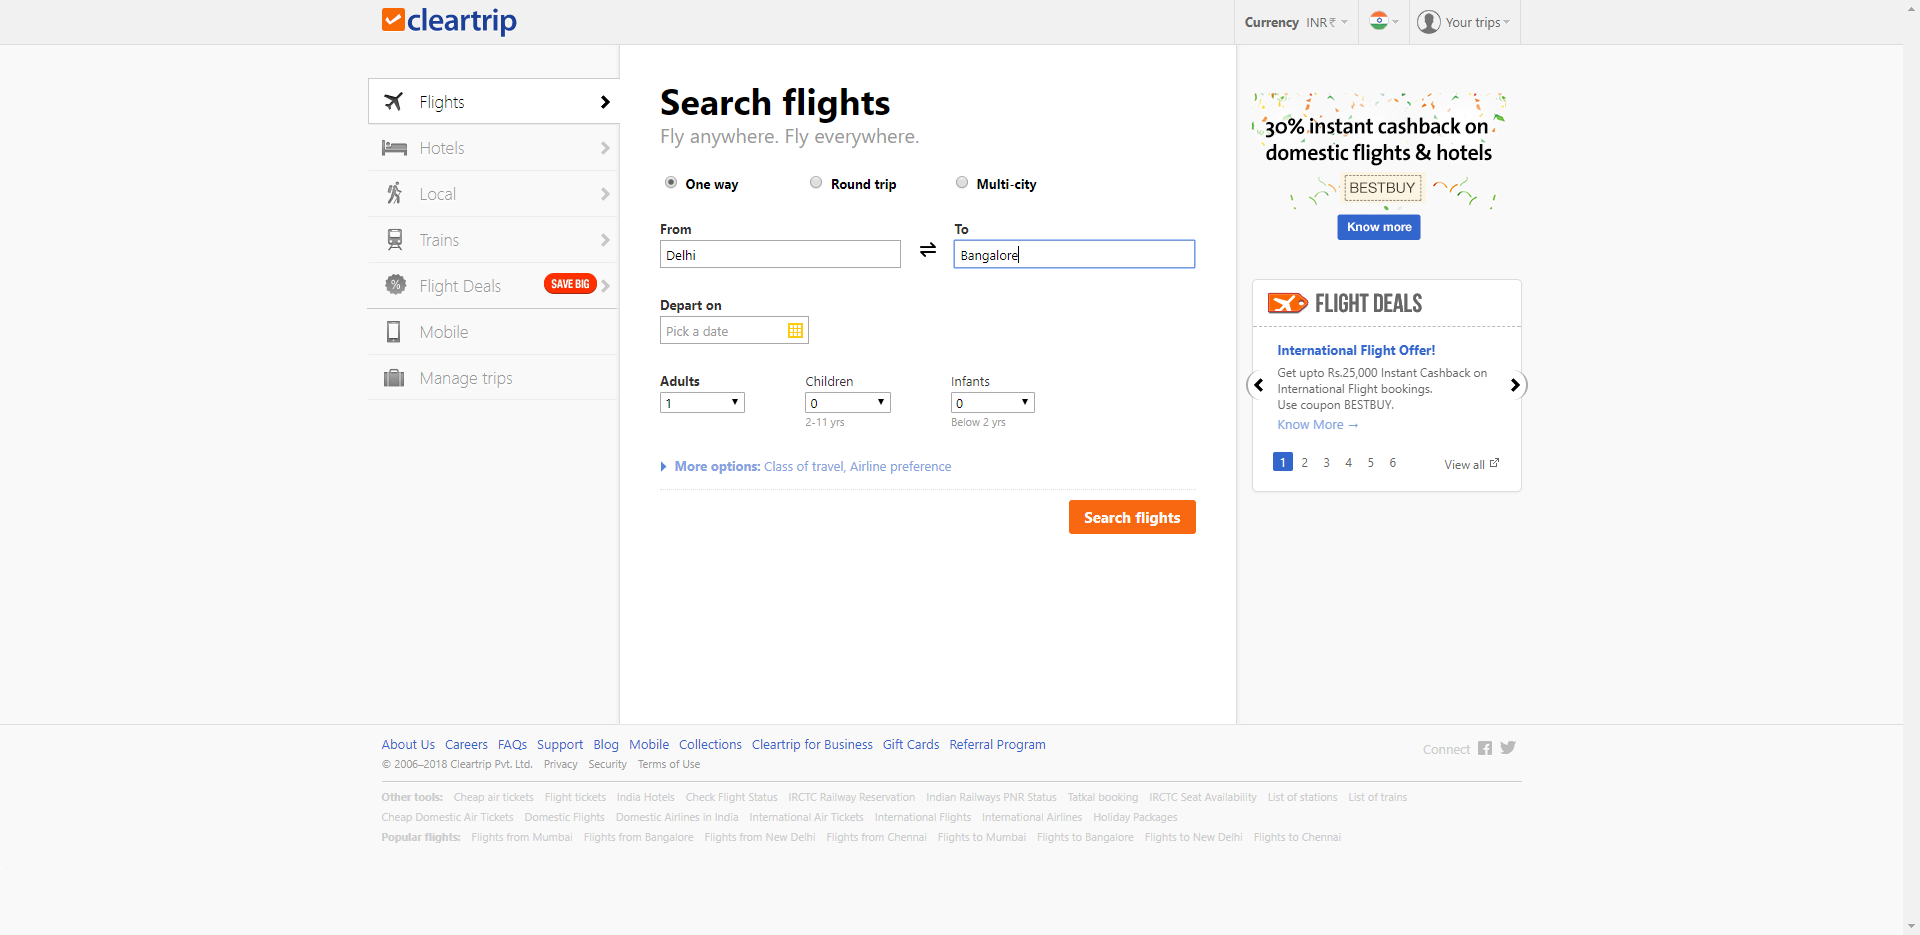 cleartrip
Currency INR₹
Your trips
Flights
Hotels
Local
Trains
% Flight Deals SAVE BIG
Mobile
Manage trips
Search flights
Fly anywhere. Fly everywhere.
One way Round trip Multi-city
From To
Delhi Bangalore
Depart on
Pick a date
Adults Children Infants
1 0 0
2-11 yrs Below 2 yrs
More options: Class of travel, Airline preference
Search flights
30% instant cashback on
domestic flights & hotels
BESTBUY
Know more
FLIGHT DEALS
International Flight Offer!
Get upto Rs.25,000 Instant Cashback on
International Flight bookings.
Use coupon BESTBUY.
Know More →
1 2 3 4 5 6 View all
About Us Careers FAQs Support Blog Mobile Collections Cleartrip for Business Gift Cards Referral Program
© 2006–2018 Cleartrip Pvt. Ltd. Privacy Security Terms of Use
Connect
Other tools: Cheap air tickets Flight tickets India Hotels Check Flight Status IRCTC Railway Reservation Indian Railways PNR Status Tatkal booking IRCTC Seat Availability List of stations List of trains
Cheap Domestic Air Tickets Domestic Flights Domestic Airlines in India International Air Tickets International Flights International Airlines Holiday Packages
Popular flights: Flights from Mumbai Flights from Bangalore Flights from New Delhi Flights from Chennai Flights to Mumbai Flights to Bangalore Flights to New Delhi Flights to Chennai